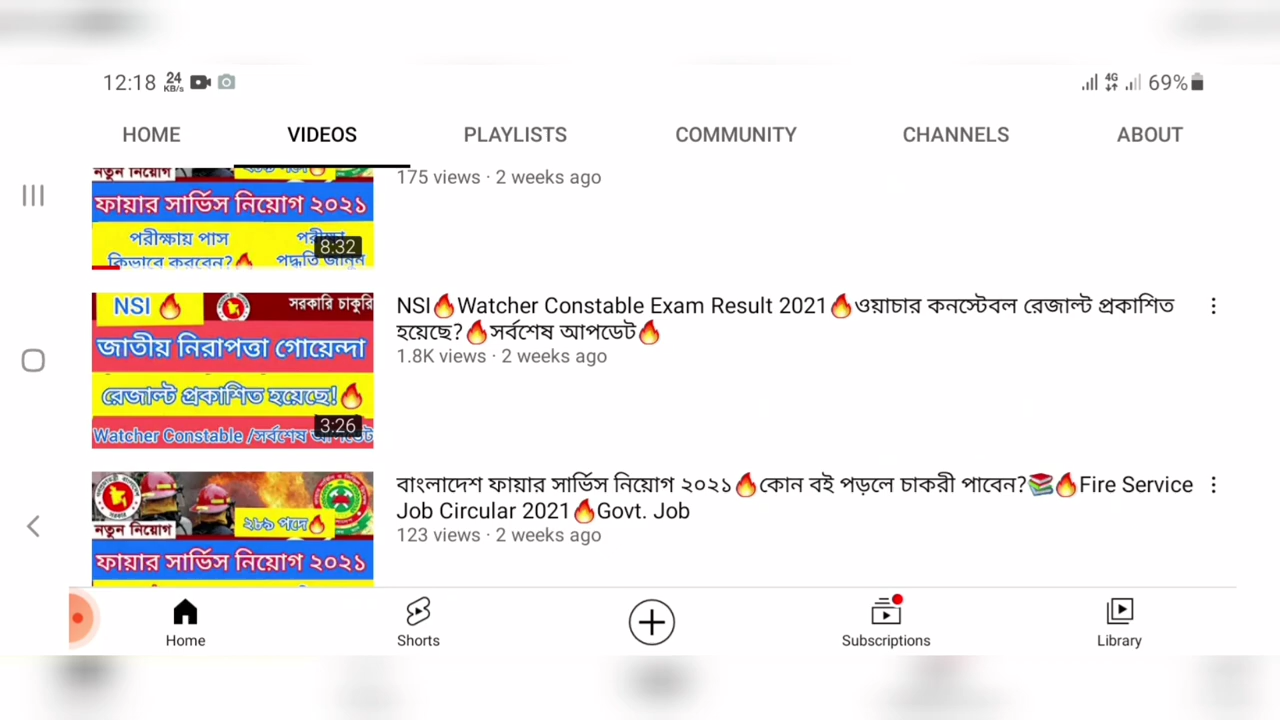 12:18 24 KB/s 4G 69%
HOME VIDEOS PLAYLISTS COMMUNITY CHANNELS ABOUT
নতুন নিয়োগ
ফায়ার সার্ভিস নিয়োগ ২০২১
পরীক্ষায় পাস পরীক্ষা
কিভাবে করবেন?🔥 পদ্ধতি জানুন
8:32
175 views · 2 weeks ago
NSI🔥 সরকারি চাকুরি
জাতীয় নিরাপত্তা গোয়েন্দা
রেজাল্ট প্রকাশিত হয়েছে!🔥
3:26
Watcher Constable /সর্বশেষ আপডেট
NSI🔥Watcher Constable Exam Result 2021🔥ওয়াচার কনস্টেবল রেজাল্ট প্রকাশিত
হয়েছে?🔥সর্বশেষ আপডেট🔥
1.8K views · 2 weeks ago
নতুন নিয়োগ ২৮৯ পদে🔥
ফায়ার সার্ভিস নিয়োগ ২০২১
বাংলাদেশ ফায়ার সার্ভিস নিয়োগ ২০২১🔥কোন বই পড়লে চাকরী পাবেন?📚🔥Fire Service
Job Circular 2021🔥Govt. Job
123 views · 2 weeks ago
Home Shorts Subscriptions Library